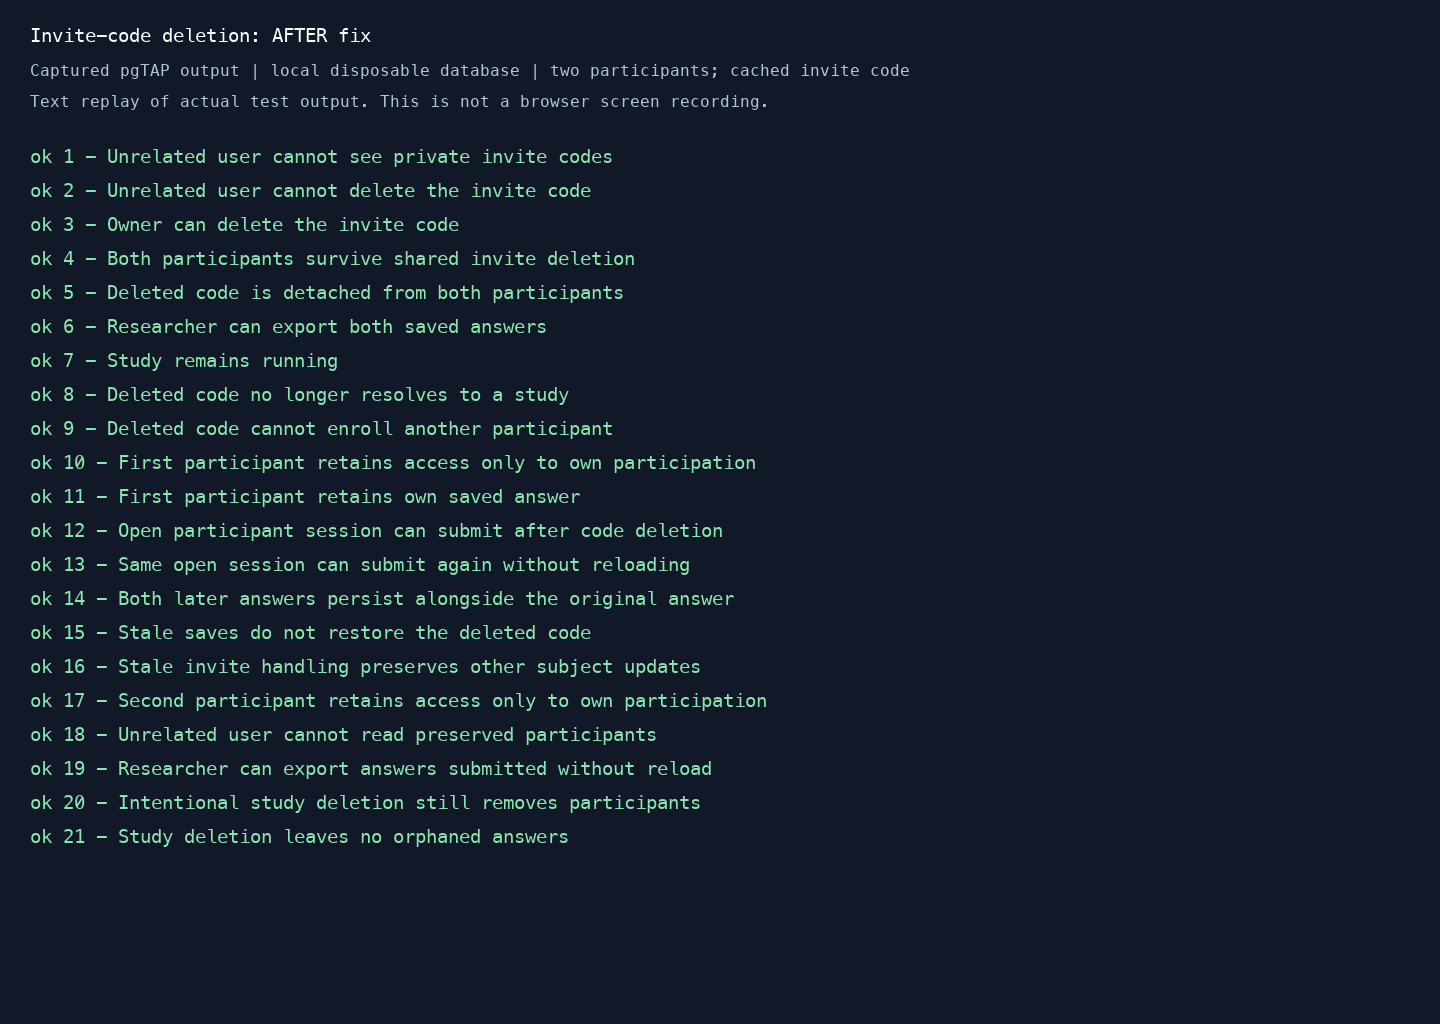 Invite-code deletion: AFTER fix
Captured pgTAP output | local disposable database | two participants; cached invite code
Text replay of actual test output. This is not a browser screen recording.
ok 1 - Unrelated user cannot see private invite codes
ok 2 - Unrelated user cannot delete the invite code
ok 3 - Owner can delete the invite code
ok 4 - Both participants survive shared invite deletion
ok 5 - Deleted code is detached from both participants
ok 6 - Researcher can export both saved answers
ok 7 - Study remains running
ok 8 - Deleted code no longer resolves to a study
ok 9 - Deleted code cannot enroll another participant
ok 10 - First participant retains access only to own participation
ok 11 - First participant retains own saved answer
ok 12 - Open participant session can submit after code deletion
ok 13 - Same open session can submit again without reloading
ok 14 - Both later answers persist alongside the original answer
ok 15 - Stale saves do not restore the deleted code
ok 16 - Stale invite handling preserves other subject updates
ok 17 - Second participant retains access only to own participation
ok 18 - Unrelated user cannot read preserved participants
ok 19 - Researcher can export answers submitted without reload
ok 20 - Intentional study deletion still removes participants
ok 21 - Study deletion leaves no orphaned answers